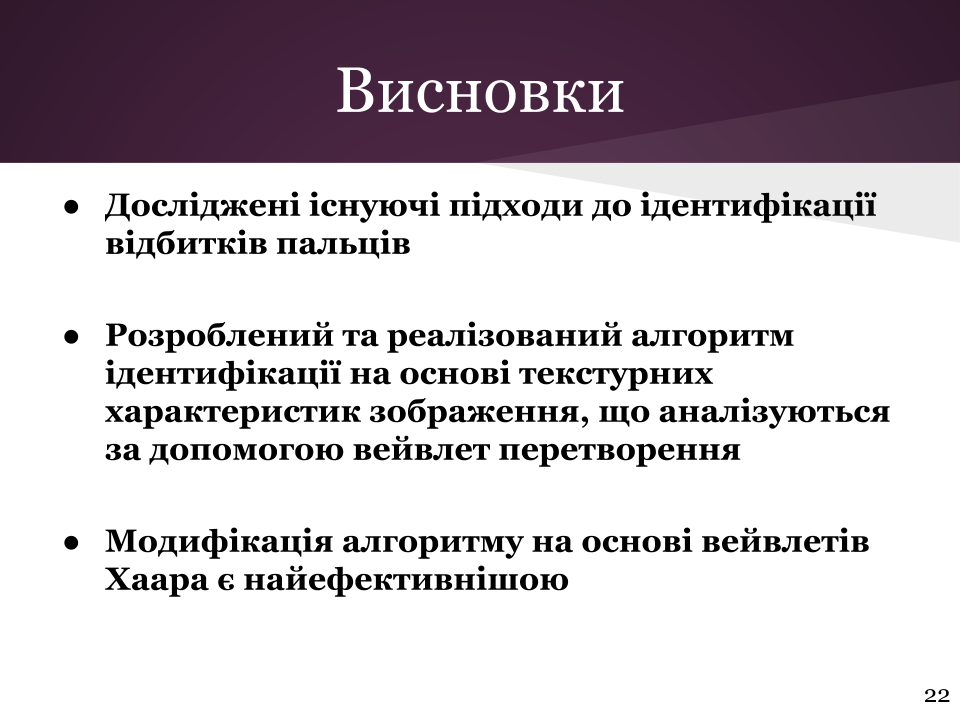 Висновки
● Досліджені існуючі підходи до ідентифікації
відбитків пальців
● Розроблений та реалізований алгоритм
ідентифікації на основі текстурних
характеристик зображення, що аналізуються
за допомогою вейвлет перетворення
● Модифікація алгоритму на основі вейвлетів
Хаара є найефективнішою
22